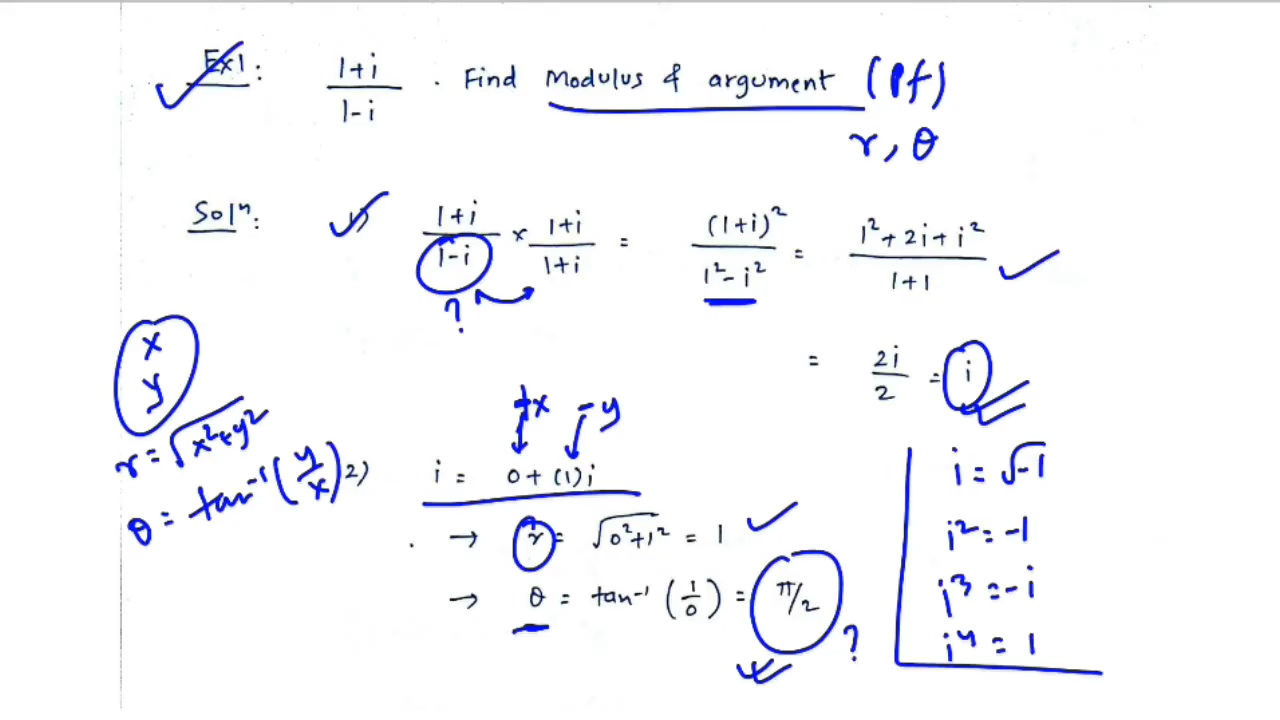 Ex1: 1+i / 1-i . Find Modulus & argument (Pf)
r, θ
Solⁿ: 1) 1+i / 1-i × 1+i / 1+i = (1+i)² / 1²-i² = 1²+2i+i² / 1+1
?
= 2i / 2 = i
x
y
r = √x²+y²
θ = tan⁻¹(y/x)
+x -y
2) i = 0+(1)i
→ r = √0²+1² = 1
→ θ = tan⁻¹(1/0) = π/2
?
i = √-1
i² = -1
i³ = -i
i⁴ = 1